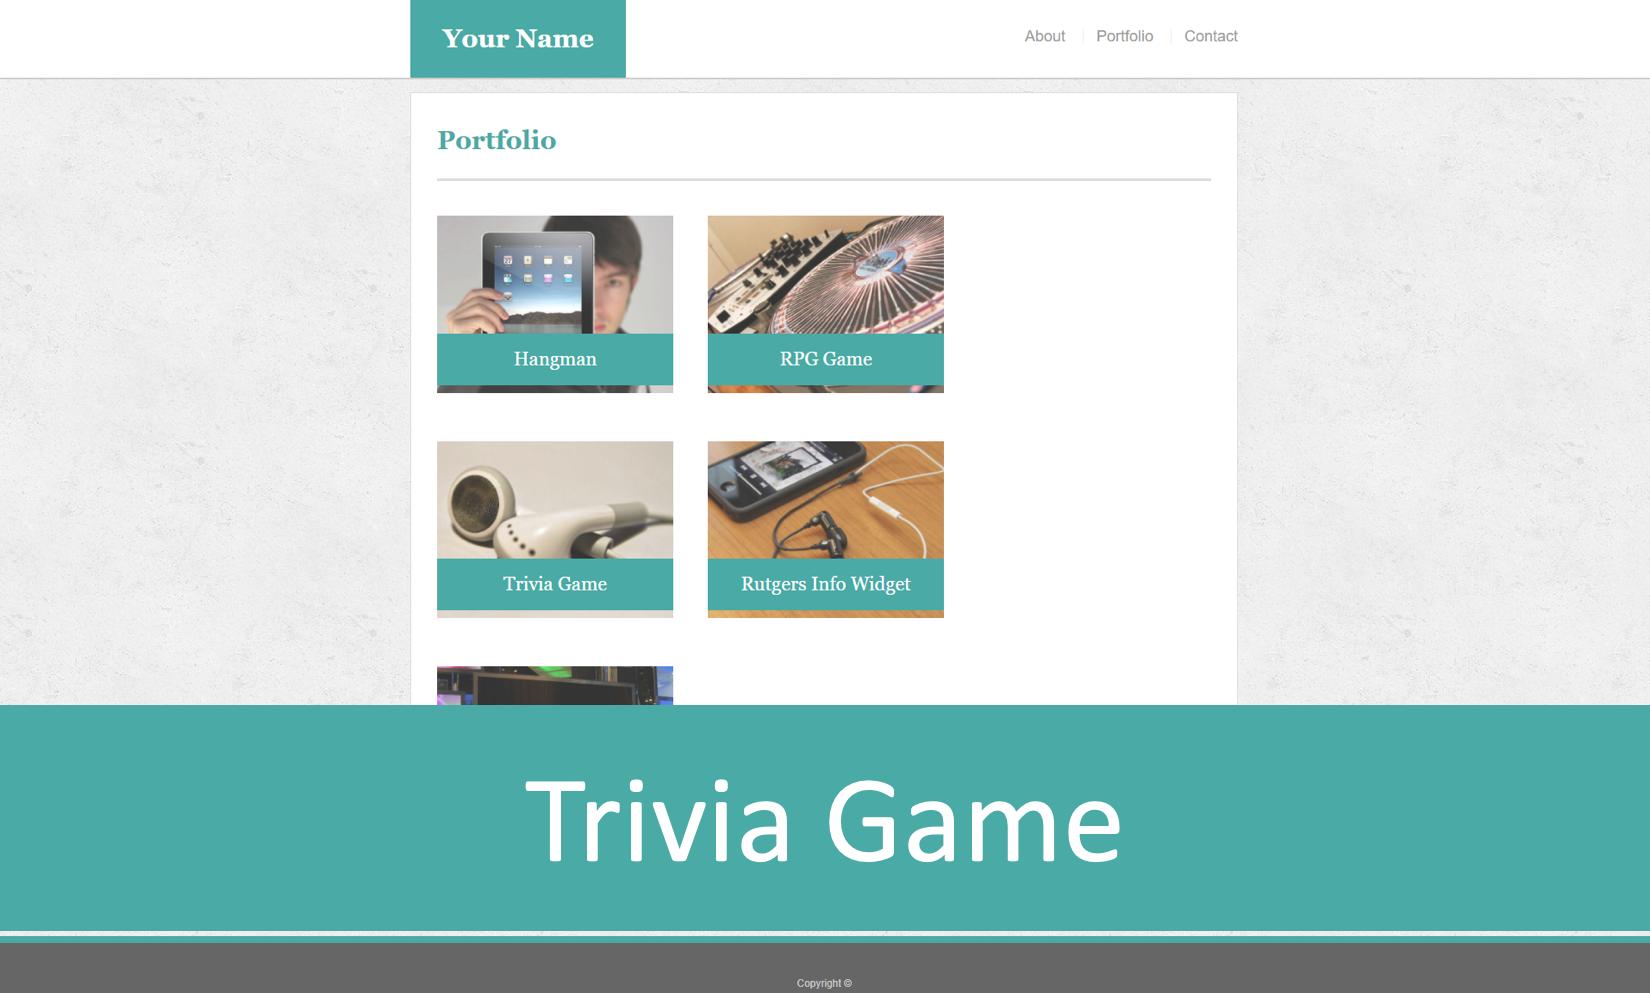 Your Name
About
Portfolio
Contact
Portfolio
Hangman
RPG Game
Trivia Game
Rutgers Info Widget
Trivia Game
Copyright ©